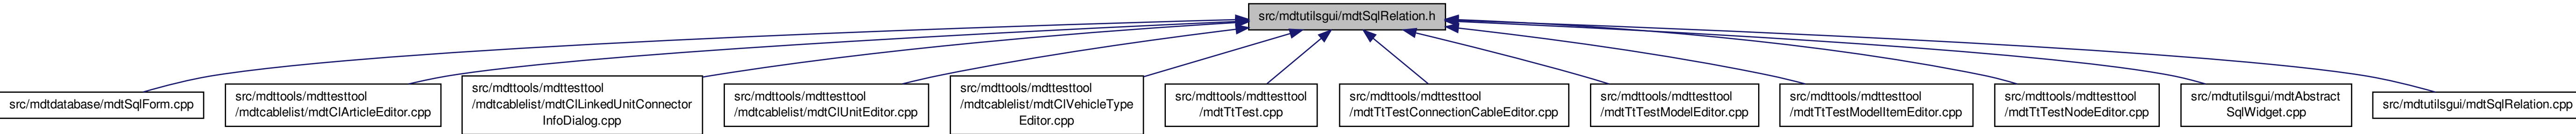 src/mdtutilsgui/mdtSqlRelation.h
src/mdtdatabase/mdtSqlForm.cpp
src/mdttools/mdttesttool
/mdtcablelist/mdtClArticleEditor.cpp
src/mdttools/mdttesttool
/mdtcablelist/mdtClLinkedUnitConnector
InfoDialog.cpp
src/mdttools/mdttesttool
/mdtcablelist/mdtClUnitEditor.cpp
src/mdttools/mdttesttool
/mdtcablelist/mdtClVehicleType
Editor.cpp
src/mdttools/mdttesttool
/mdtTtTest.cpp
src/mdttools/mdttesttool
/mdtTtTestConnectionCableEditor.cpp
src/mdttools/mdttesttool
/mdtTtTestModelEditor.cpp
src/mdttools/mdttesttool
/mdtTtTestModelItemEditor.cpp
src/mdttools/mdttesttool
/mdtTtTestNodeEditor.cpp
src/mdtutilsgui/mdtAbstract
SqlWidget.cpp
src/mdtutilsgui/mdtSqlRelation.cpp